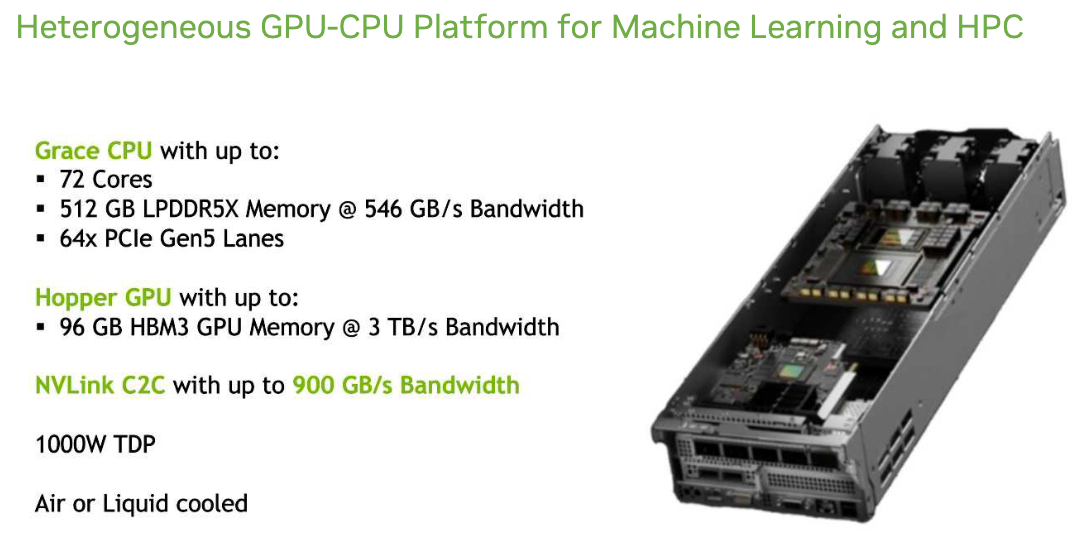 Heterogeneous GPU-CPU Platform for Machine Learning and HPC
Grace CPU with up to:
▪ 72 Cores
▪ 512 GB LPDDR5X Memory @ 546 GB/s Bandwidth
▪ 64x PCIe Gen5 Lanes
Hopper GPU with up to:
▪ 96 GB HBM3 GPU Memory @ 3 TB/s Bandwidth
NVLink C2C with up to 900 GB/s Bandwidth
1000W TDP
Air or Liquid cooled